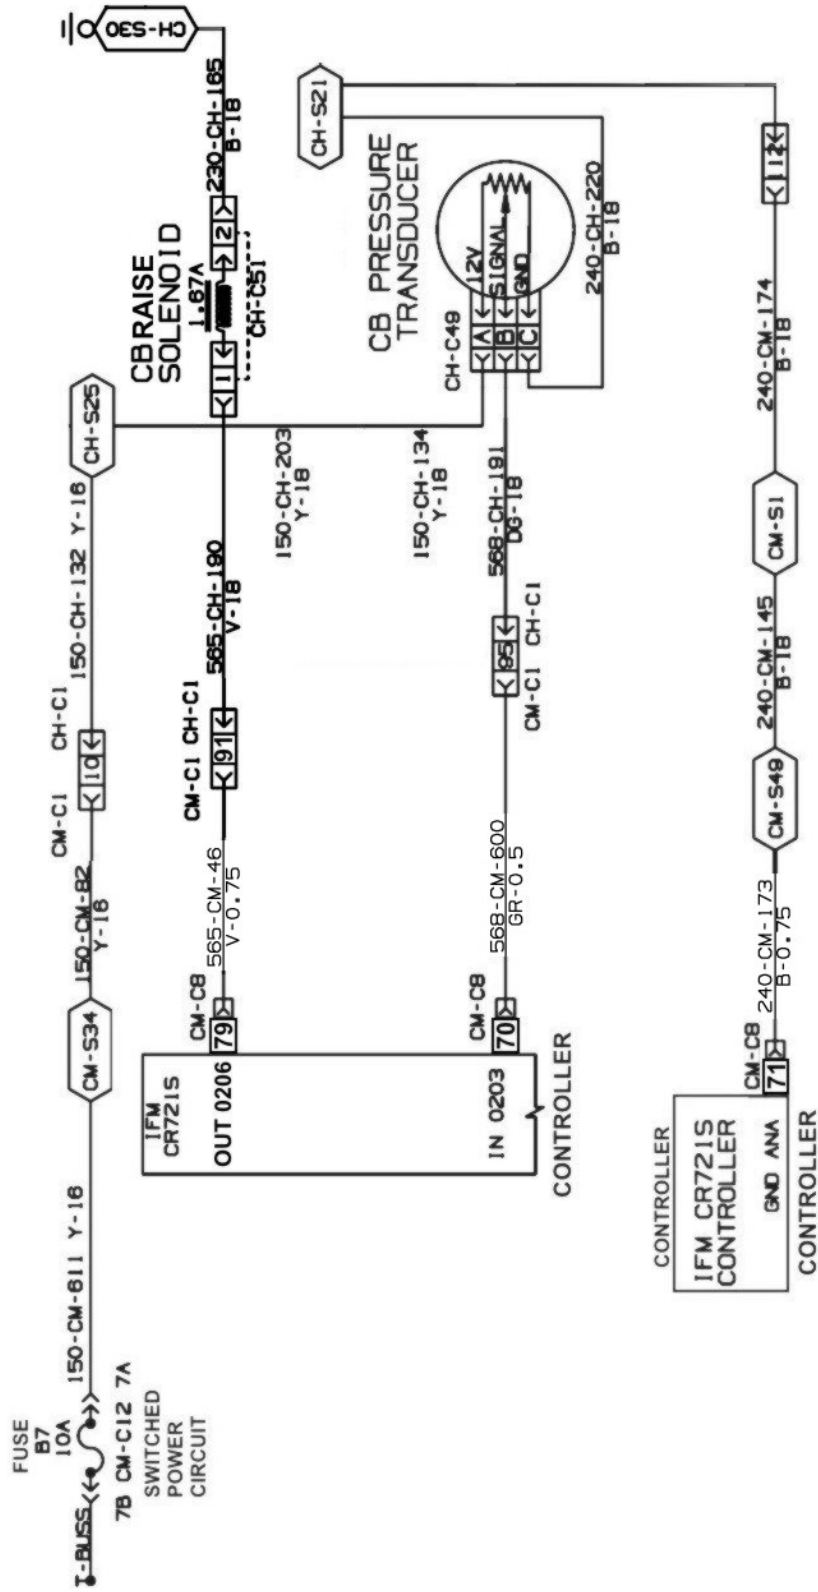 FUSE
B7
10A
I-BUSS
7B CM-C12 7A
SWITCHED
POWER
CIRCUIT
150-CM-611 Y-16
CM-S34
150-CM-82
Y-16
CM-C1 CH-C1
10
150-CH-132 Y-16
CH-S25
IFM
CR721S
OUT 0206
IN 0203
CONTROLLER
CM-C8
79
565-CM-46
V-0.75
CM-C1 CH-C1
91
565-CH-190
V-18
CB RAISE
SOLENOID
1.67A
1
2
CH-C51
230-CH-165
B-18
CH-S30
150-CH-203
Y-18
150-CH-134
Y-18
CM-C8
70
568-CM-600
GR-0.5
95
CM-C1 CH-C1
568-CH-191
DG-18
CH-C49
A
B
C
12V
SIGNAL
GND
CB PRESSURE
TRANSDUCER
240-CH-220
B-18
CH-S21
CONTROLLER
IFM CR721S
CONTROLLER
GND ANA
CONTROLLER
CM-C8
71
240-CM-173
B-0.75
CM-S49
240-CM-145
B-18
CM-S1
240-CM-174
B-18
112